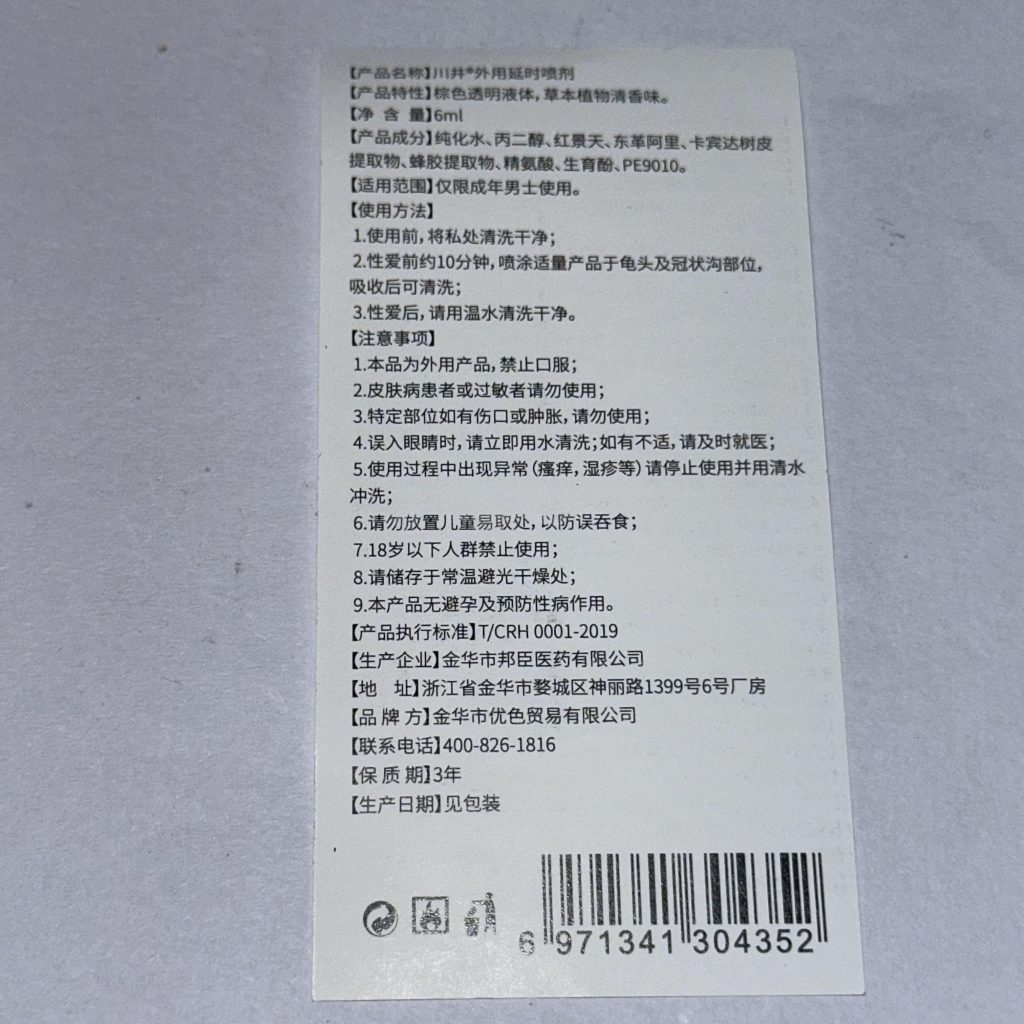 【产品名称】川井®外用延时喷剂
【产品特性】棕色透明液体，草本植物清香味。
【净 含 量】6ml
【产品成分】纯化水、丙二醇、红景天、东革阿里、卡宾达树皮
提取物、蜂胶提取物、精氨酸、生育酚、PE9010。
【适用范围】仅限成年男士使用。
【使用方法】
1.使用前，将私处清洗干净；
2.性爱前约10分钟，喷涂适量产品于龟头及冠状沟部位，
吸收后可清洗；
3.性爱后，请用温水清洗干净。
【注意事项】
1.本品为外用产品，禁止口服；
2.皮肤病患者或过敏者请勿使用；
3.特定部位如有伤口或肿胀，请勿使用；
4.误入眼睛时，请立即用水清洗；如有不适，请及时就医；
5.使用过程中出现异常（瘙痒，湿疹等）请停止使用并用清水
冲洗；
6.请勿放置儿童易取处，以防误吞食；
7.18岁以下人群禁止使用；
8.请储存于常温避光干燥处；
9.本产品无避孕及预防性病作用。
【产品执行标准】T/CRH 0001-2019
【生产企业】金华市邦臣医药有限公司
【地 址】浙江省金华市婺城区神丽路1399号6号厂房
【品 牌 方】金华市优色贸易有限公司
【联系电话】400-826-1816
【保 质 期】3年
【生产日期】见包装
6 971341 304352